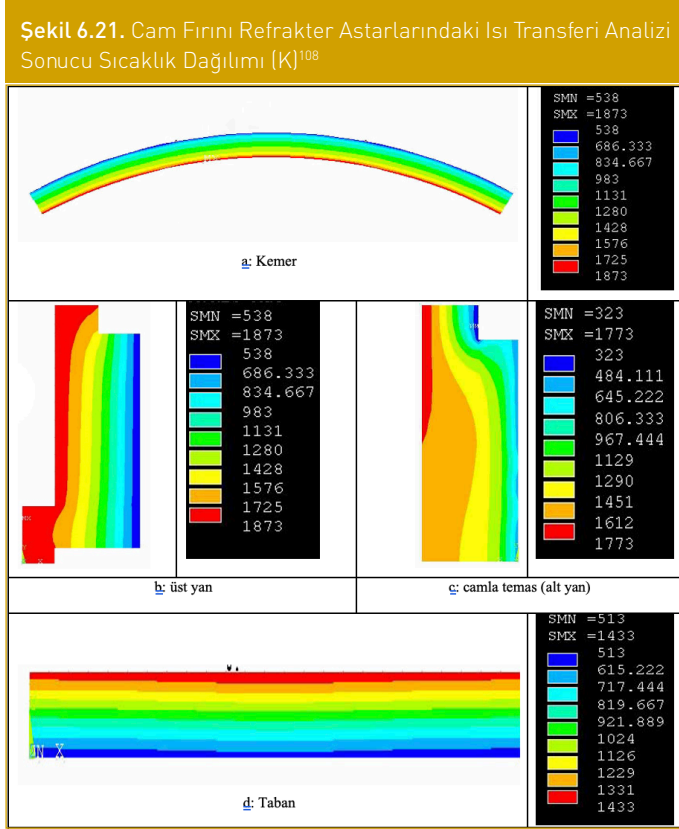 Şekil 6.21. Cam Fırını Refrakter Astarlarındaki Isı Transferi Analizi
Sonucu Sıcaklık Dağılımı (K)108
SMN =538
SMX =1873
538
686.333
834.667
983
1131
1280
1428
1576
1725
1873
a: Kemer
SMN =538
SMX =1873
538
686.333
834.667
983
1131
1280
1428
1576
1725
1873
SMN =323
SMX =1773
323
484.111
645.222
806.333
967.444
1129
1290
1451
1612
1773
b: üst yan
c: camla temas (alt yan)
SMN =513
SMX =1433
513
615.222
717.444
819.667
921.889
1024
1126
1229
1331
1433
X
d: Taban